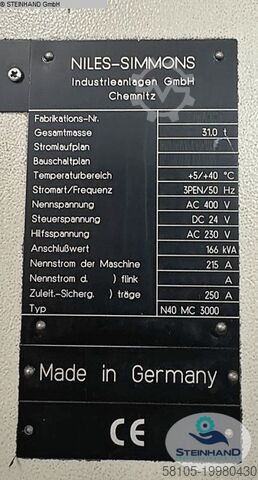 STEINHAND
NILES-SIMMONS
Industrieanlagen GmbH
Chemnitz
Fabrikations-Nr.
Gesamtmasse 31.0 t
Stromlaufplan
Bauschaltplan
Temperaturbereich +5/+40 °C
Stromart/Frequenz 3PEN/50 Hz
Nennspannung AC 400 V
Steuerspannung DC 24 V
Hilfsspannung AC 230 V
Anschlußwert 166 kVA
Nennstrom der Maschine 215 A
Nennstrom d. ) flink A
Zuleit.-Sicherg. ) träge 250 A
Typ N40 MC 3000
Made in Germany
CE
STEINHAND
58105-19980430